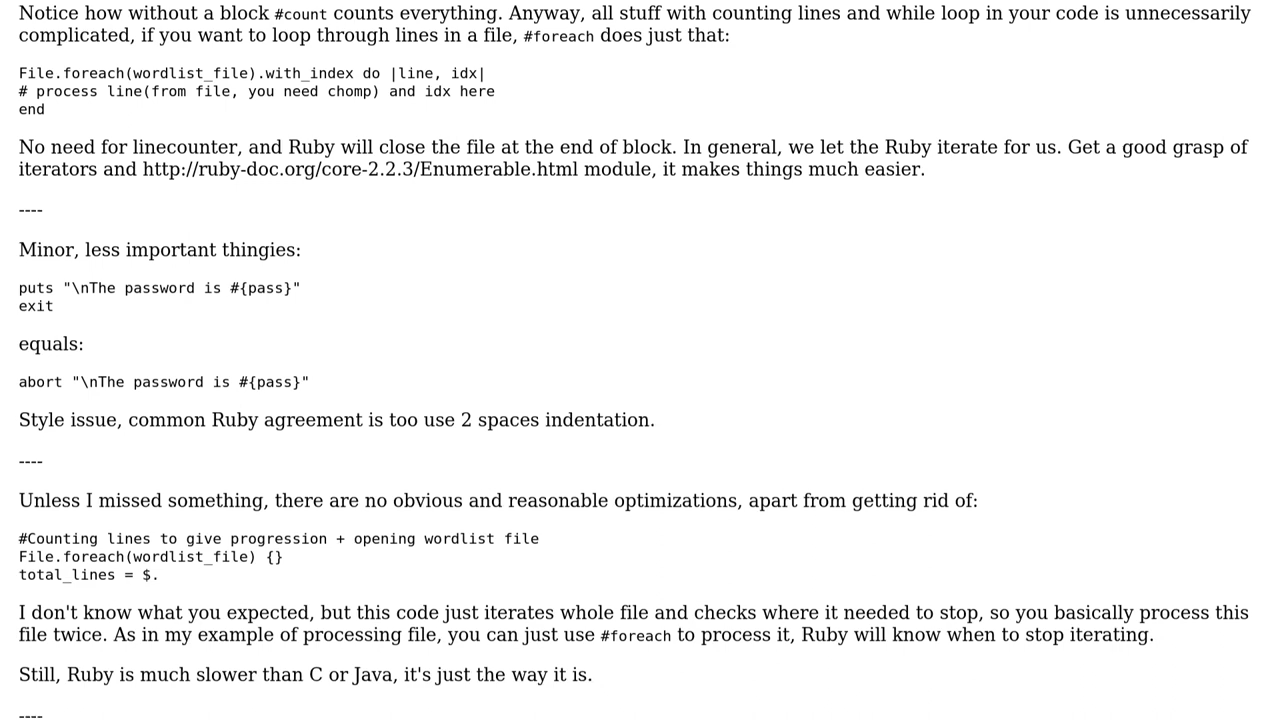 Notice how without a block #count counts everything. Anyway, all stuff with counting lines and while loop in your code is unnecessarily
complicated, if you want to loop through lines in a file, #foreach does just that:
File.foreach(wordlist_file).with_index do |line, idx|
# process line(from file, you need chomp) and idx here
end
No need for linecounter, and Ruby will close the file at the end of block. In general, we let the Ruby iterate for us. Get a good grasp of
iterators and http://ruby-doc.org/core-2.2.3/Enumerable.html module, it makes things much easier.
----
Minor, less important thingies:
puts "\nThe password is #{pass}"
exit
equals:
abort "\nThe password is #{pass}"
Style issue, common Ruby agreement is too use 2 spaces indentation.
----
Unless I missed something, there are no obvious and reasonable optimizations, apart from getting rid of:
#Counting lines to give progression + opening wordlist file
File.foreach(wordlist_file) {}
total_lines = $.
I don't know what you expected, but this code just iterates whole file and checks where it needed to stop, so you basically process this
file twice. As in my example of processing file, you can just use #foreach to process it, Ruby will know when to stop iterating.
Still, Ruby is much slower than C or Java, it's just the way it is.
----